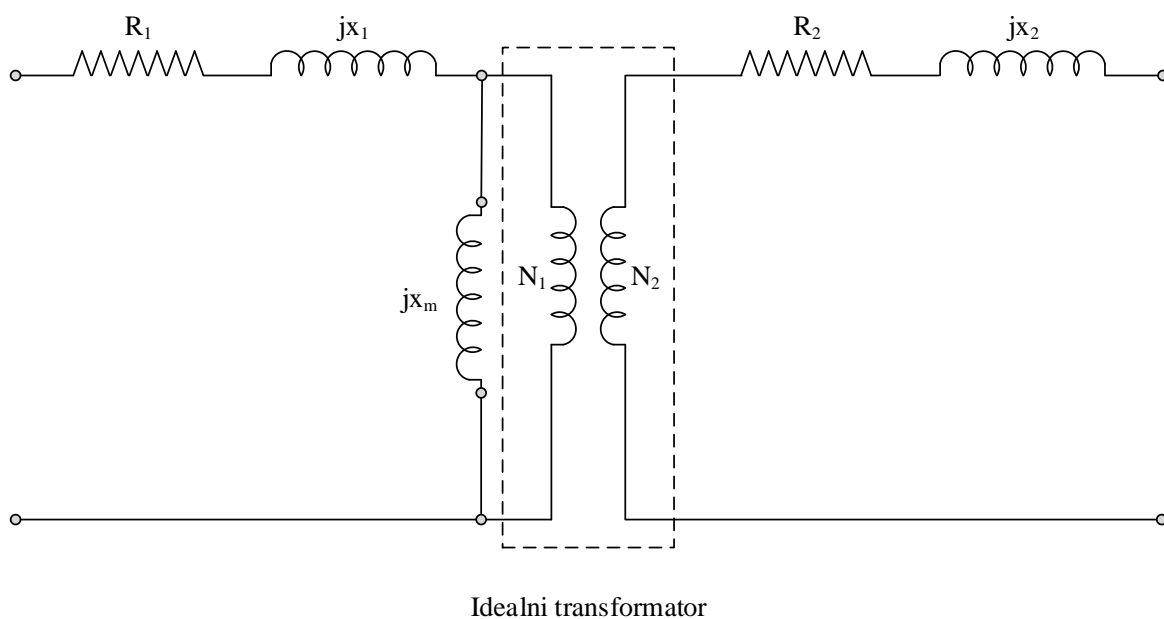 R₁
jx₁
R₂
jx₂
N₁
N₂
jxₘ
Idealni transformator